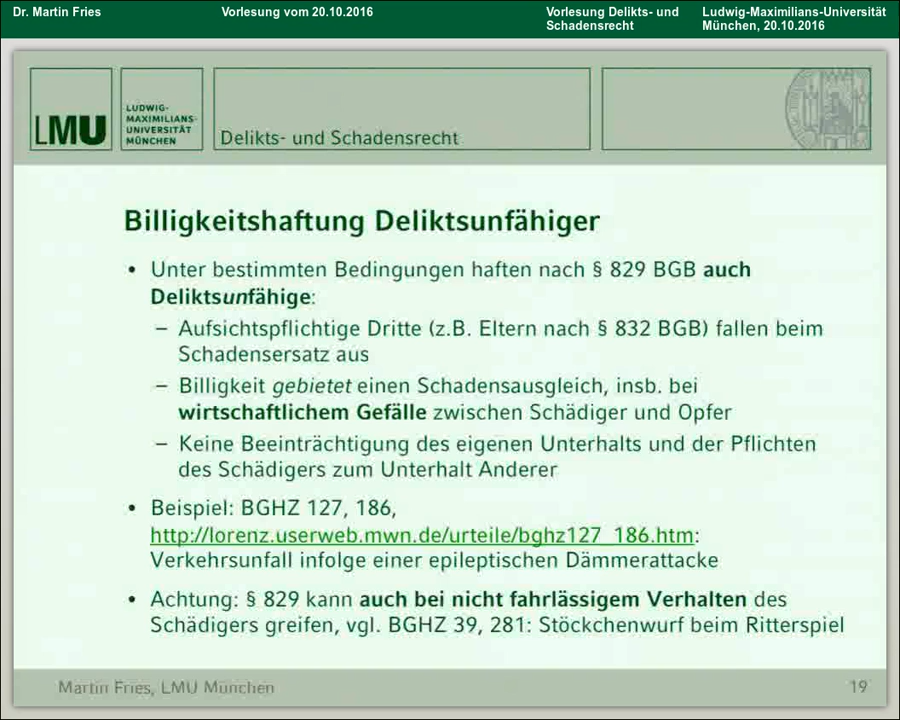 Dr. Martin Fries
Vorlesung vom 20.10.2016
Vorlesung Delikts- und
Schadensrecht
Ludwig-Maximilians-Universität
München, 20.10.2016
LMU
LUDWIG-
MAXIMILIANS-
UNIVERSITÄT
MÜNCHEN
Delikts- und Schadensrecht
Billigkeitshaftung Deliktsunfähiger
• Unter bestimmten Bedingungen haften nach § 829 BGB auch
Deliktsunfähige:
– Aufsichtspflichtige Dritte (z.B. Eltern nach § 832 BGB) fallen beim
Schadensersatz aus
– Billigkeit gebietet einen Schadensausgleich, insb. bei
wirtschaftlichem Gefälle zwischen Schädiger und Opfer
– Keine Beeinträchtigung des eigenen Unterhalts und der Pflichten
des Schädigers zum Unterhalt Anderer
• Beispiel: BGHZ 127, 186,
http://lorenz.userweb.mwn.de/urteile/bghz127_186.htm:
Verkehrsunfall infolge einer epileptischen Dämmerattacke
• Achtung: § 829 kann auch bei nicht fahrlässigem Verhalten des
Schädigers greifen, vgl. BGHZ 39, 281: Stöckchenwurf beim Ritterspiel
Martin Fries, LMU München
19